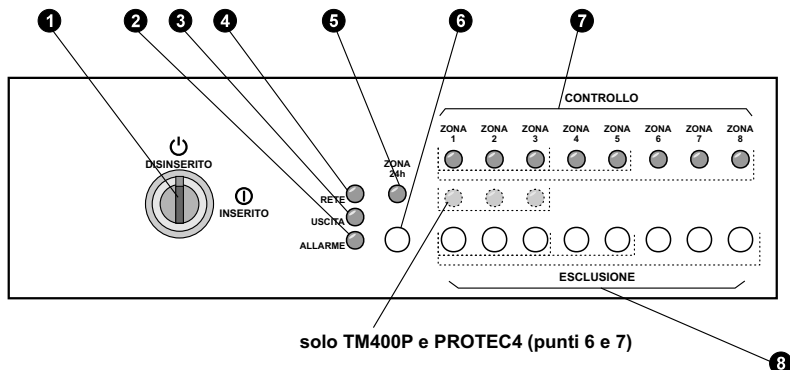 1 2 3 4 5 6 7
CONTROLLO
ZONA 1 ZONA 2 ZONA 3 ZONA 4 ZONA 5 ZONA 6 ZONA 7 ZONA 8
DISINSERITO
INSERITO
ZONA 24h
RETE
USCITA
ALLARME
ESCLUSIONE
solo TM400P e PROTEC4 (punti 6 e 7)
8